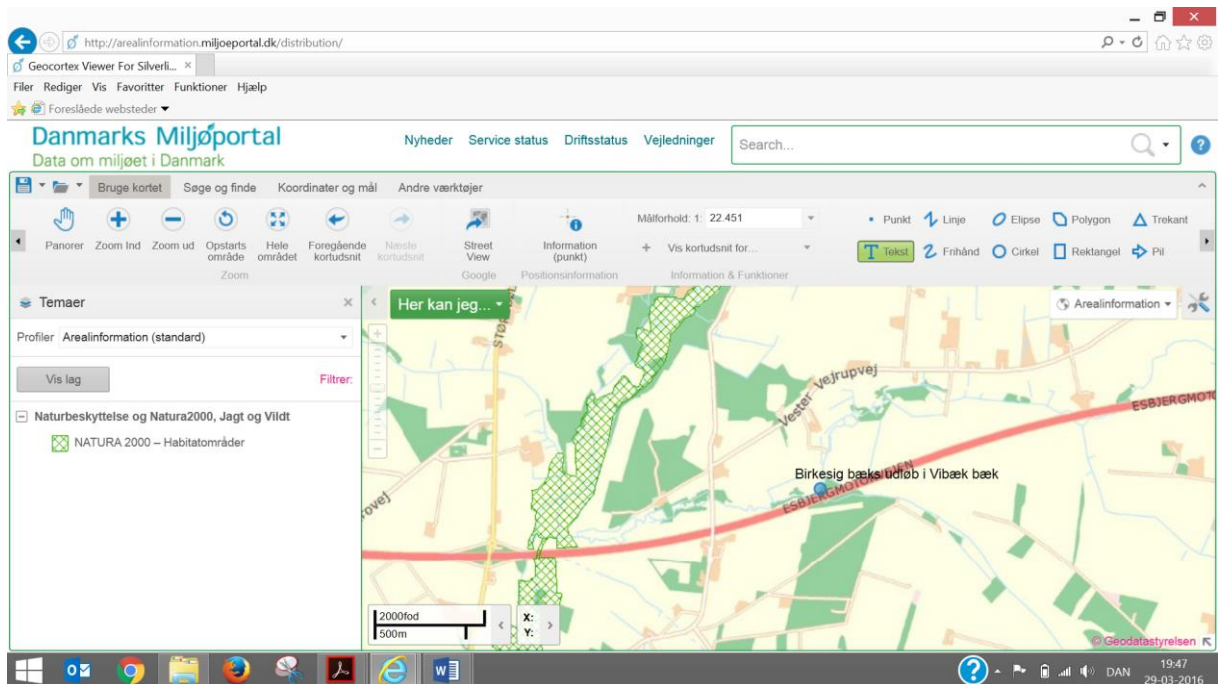 http://arealinformation.miljoeportal.dk/distribution/
Geocortex Viewer For Silverli...
Filer Rediger Vis Favoritter Funktioner Hjælp
Foreslåede websteder
Danmarks Miljøportal
Data om miljøet i Danmark
Nyheder Service status Driftsstatus Vejledninger
Search...
Bruge kortet Søge og finde Koordinater og mål Andre værktøjer
Panorer Zoom Ind Zoom ud Opstarts område Hele området Foregående kortudsnit Næste kortudsnit
Zoom
Street View
Google
Information (punkt)
Positionsinformation
Målforhold: 1: 22.451
Vis kortudsnit for...
Information & Funktioner
Punkt Linje Elipse Polygon Trekant
Tekst Frihånd Cirkel Rektangel Pil
Temaer
Profiler Arealinformation (standard)
Vis lag Filtrer:
Naturbeskyttelse og Natura2000, Jagt og Vildt
NATURA 2000 – Habitatområder
Her kan jeg...
Arealinformation
Vester Vejrupvej
ESBJERGMOTO
Birkesig bæks udløb i Vibæk bæk
ovej
2000fod
500m
X:
Y:
© Geodatastyrelsen
DAN
19:47
29-03-2016